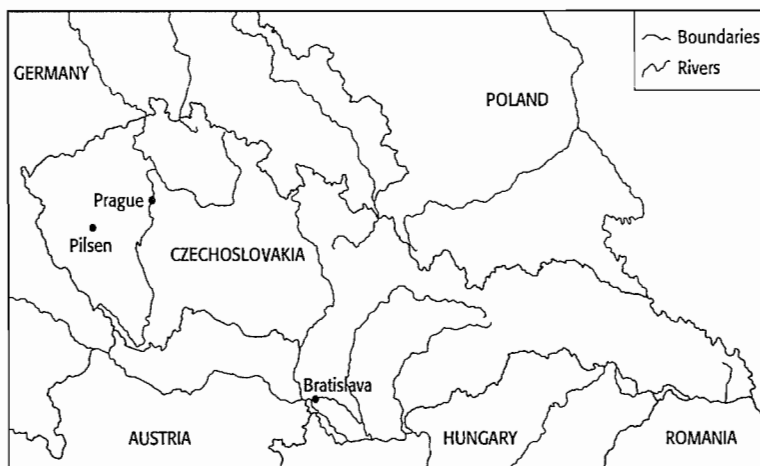 Boundaries
Rivers
GERMANY
POLAND
Prague
Pilsen
CZECHOSLOVAKIA
Bratislava
AUSTRIA
HUNGARY
ROMANIA